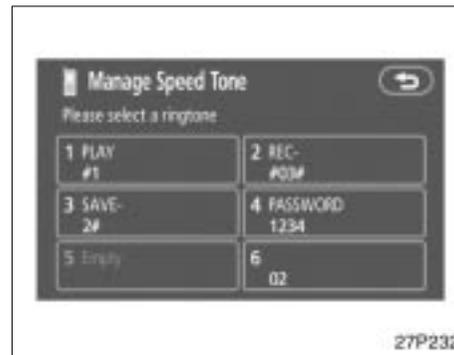 Manage Speed Tone
Please select a ringtone
1 PLAY
#1
2 REC-
#03#
3 SAVE-
2#
4 PASSWORD
1234
5 Empty
6
02
27P232